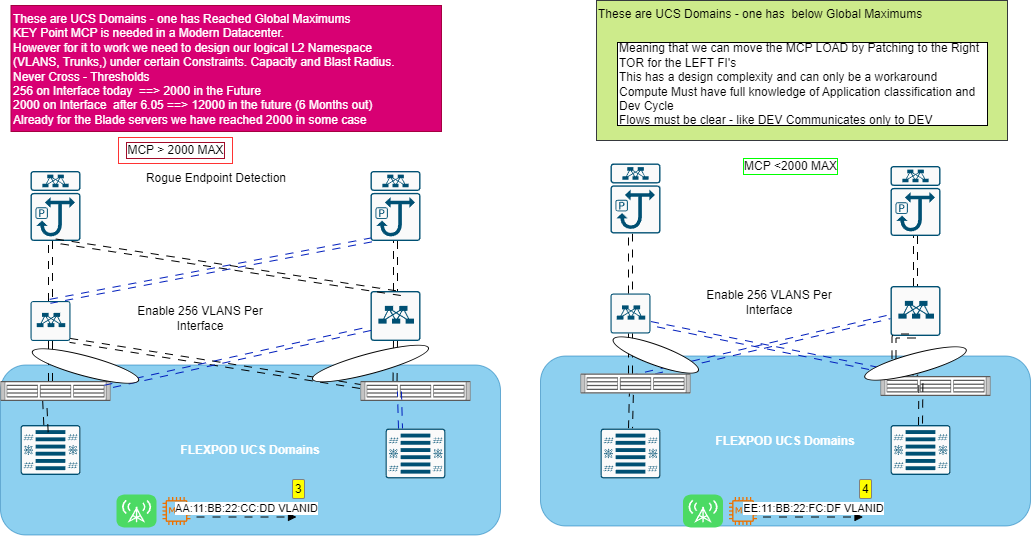 These are UCS Domains - one has Reached Global Maximums
KEY Point MCP is needed in a Modern Datacenter.
However for it to work we need to design our logical L2 Namespace
(VLANS, Trunks,) under certain Constraints. Capacity and Blast Radius.
Never Cross - Thresholds
256 on Interface today ==> 2000 in the Future
2000 on Interface after 6.05 ==> 12000 in the future (6 Months out)
Already for the Blade servers we have reached 2000 in some case
MCP > 2000 MAX
Rogue Endpoint Detection
P
P
Enable 256 VLANS Per
Interface
FLEXPOD UCS Domains
3
M
AA:11:BB:22:CC:DD VLANID
These are UCS Domains - one has below Global Maximums
Meaning that we can move the MCP LOAD by Patching to the Right
TOR for the LEFT FI's
This has a design complexity and can only be a workaround
Compute Must have full knowledge of Application classification and
Dev Cycle
Flows must be clear - like DEV Communicates only to DEV
MCP <2000 MAX
P
P
Enable 256 VLANS Per
Interface
FLEXPOD UCS Domains
4
M
EE:11:BB:22:FC:DF VLANID